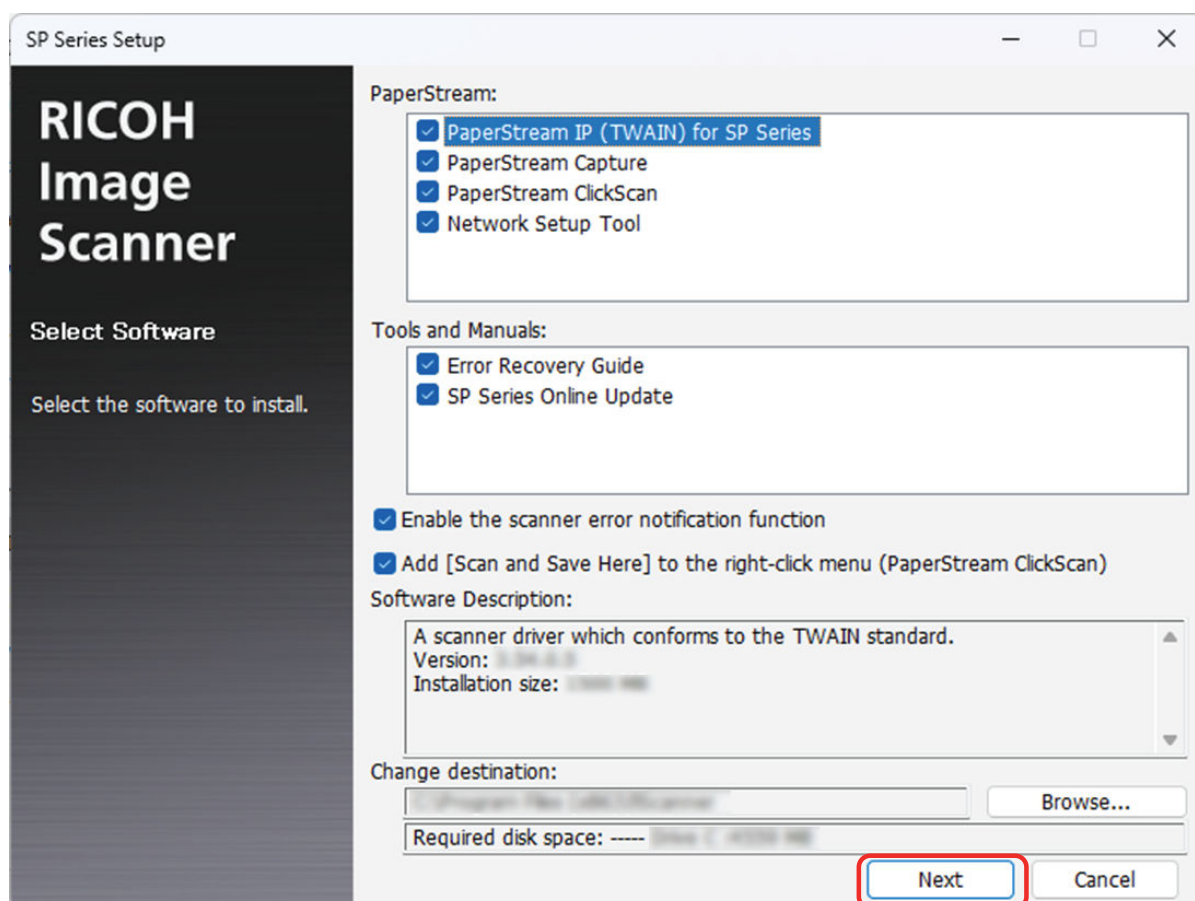 SP Series Setup
RICOH
Image
Scanner
Select Software
Select the software to install.
PaperStream:
PaperStream IP (TWAIN) for SP Series
PaperStream Capture
PaperStream ClickScan
Network Setup Tool
Tools and Manuals:
Error Recovery Guide
SP Series Online Update
Enable the scanner error notification function
Add [Scan and Save Here] to the right-click menu (PaperStream ClickScan)
Software Description:
A scanner driver which conforms to the TWAIN standard.
Version:
Installation size:
Change destination:
Browse...
Required disk space: -----
Next
Cancel